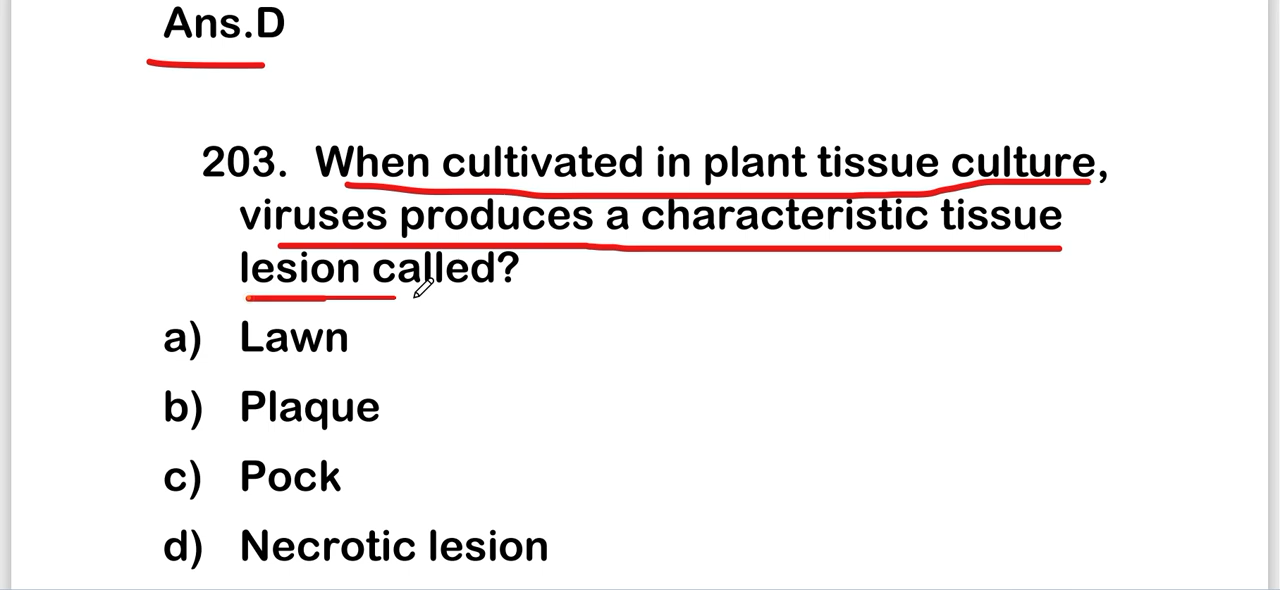 Ans.D
203. When cultivated in plant tissue culture,
viruses produces a characteristic tissue
lesion called?
a) Lawn
b) Plaque
c) Pock
d) Necrotic lesion